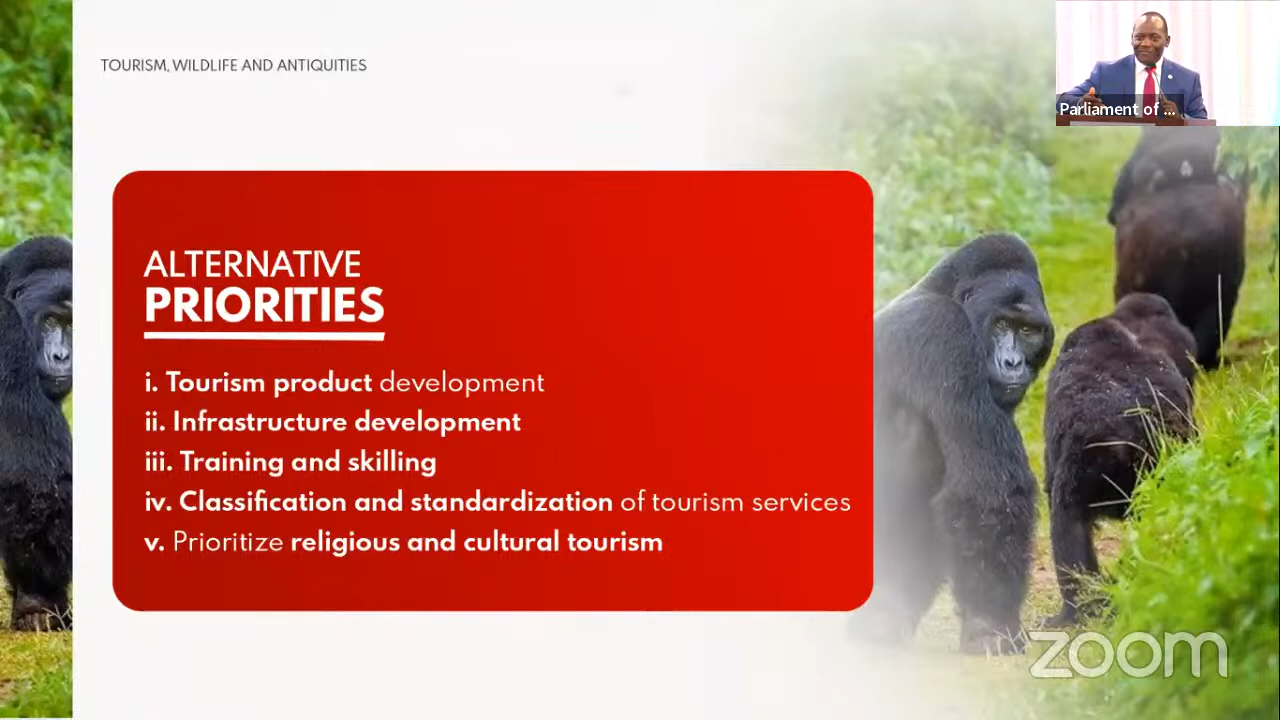 TOURISM, WILDLIFE AND ANTIQUITIES
Parliament of ...
ALTERNATIVE
PRIORITIES
i. Tourism product development
ii. Infrastructure development
iii. Training and skilling
iv. Classification and standardization of tourism services
v. Prioritize religious and cultural tourism
zoom